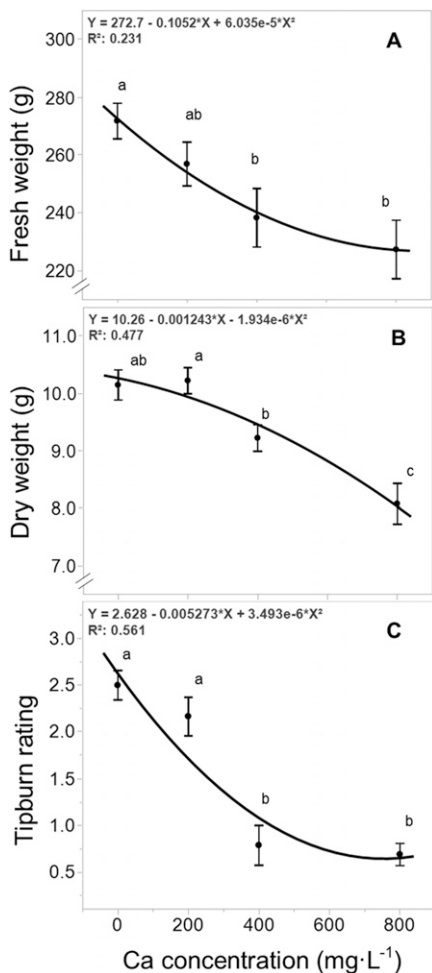 Y = 272.7 - 0.1052*X + 6.035e-5*X²
R²: 0.231
A
Fresh weight (g)
300
280
260
240
220
a
ab
b
b
Y = 10.26 - 0.001243*X - 1.934e-6*X²
R²: 0.477
B
Dry weight (g)
11.0
10.0
9.0
8.0
7.0
ab
a
b
c
Y = 2.628 - 0.005273*X + 3.493e-6*X²
R²: 0.561
C
Tipburn rating
3.0
2.5
2.0
1.5
1.0
0.5
a
a
b
b
0 200 400 600 800
Ca concentration (mg·L⁻¹)